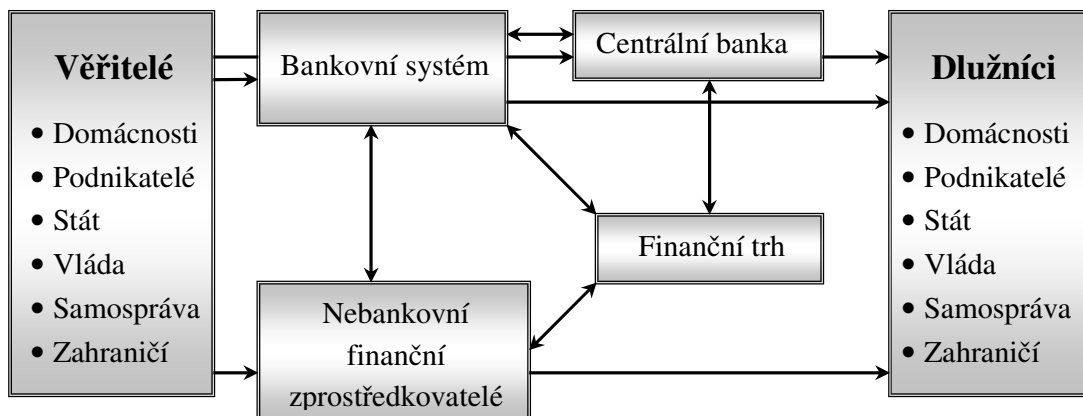 Věřitelé
• Domácnosti
• Podnikatelé
• Stát
• Vláda
• Samospráva
• Zahraničí
Bankovní systém
Centrální banka
Finanční trh
Nebankovní
finanční
zprostředkovatelé
Dlužníci
• Domácnosti
• Podnikatelé
• Stát
• Vláda
• Samospráva
• Zahraničí